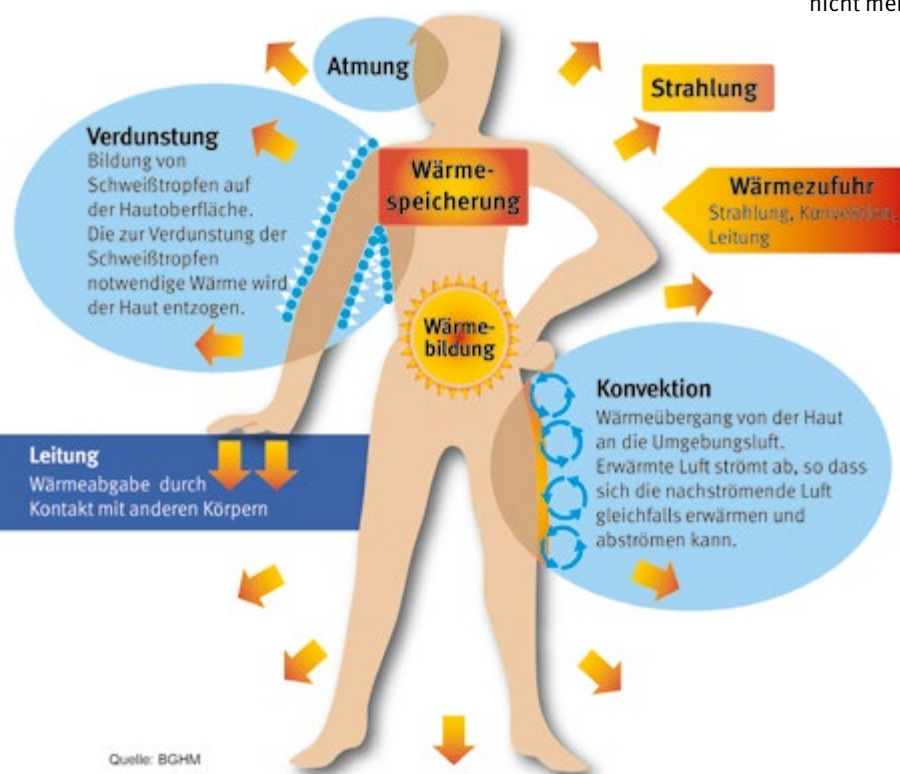 nicht mei
Atmung
Strahlung
Verdunstung
Bildung von
Schweißtropfen auf
der Hautoberfläche.
Die zur Verdunstung der
Schweißtropfen
notwendige Wärme wird
der Haut entzogen.
Wärme-
speicherung
Wärmezufuhr
Strahlung, Konvektion,
Leitung
Wärme-
bildung
Konvektion
Wärmeübergang von der Haut
an die Umgebungsluft.
Erwärmte Luft strömt ab, so dass
sich die nachströmende Luft
gleichfalls erwärmen und
abströmen kann.
Leitung
Wärmeabgabe durch
Kontakt mit anderen Körpern
Quelle: BGHM